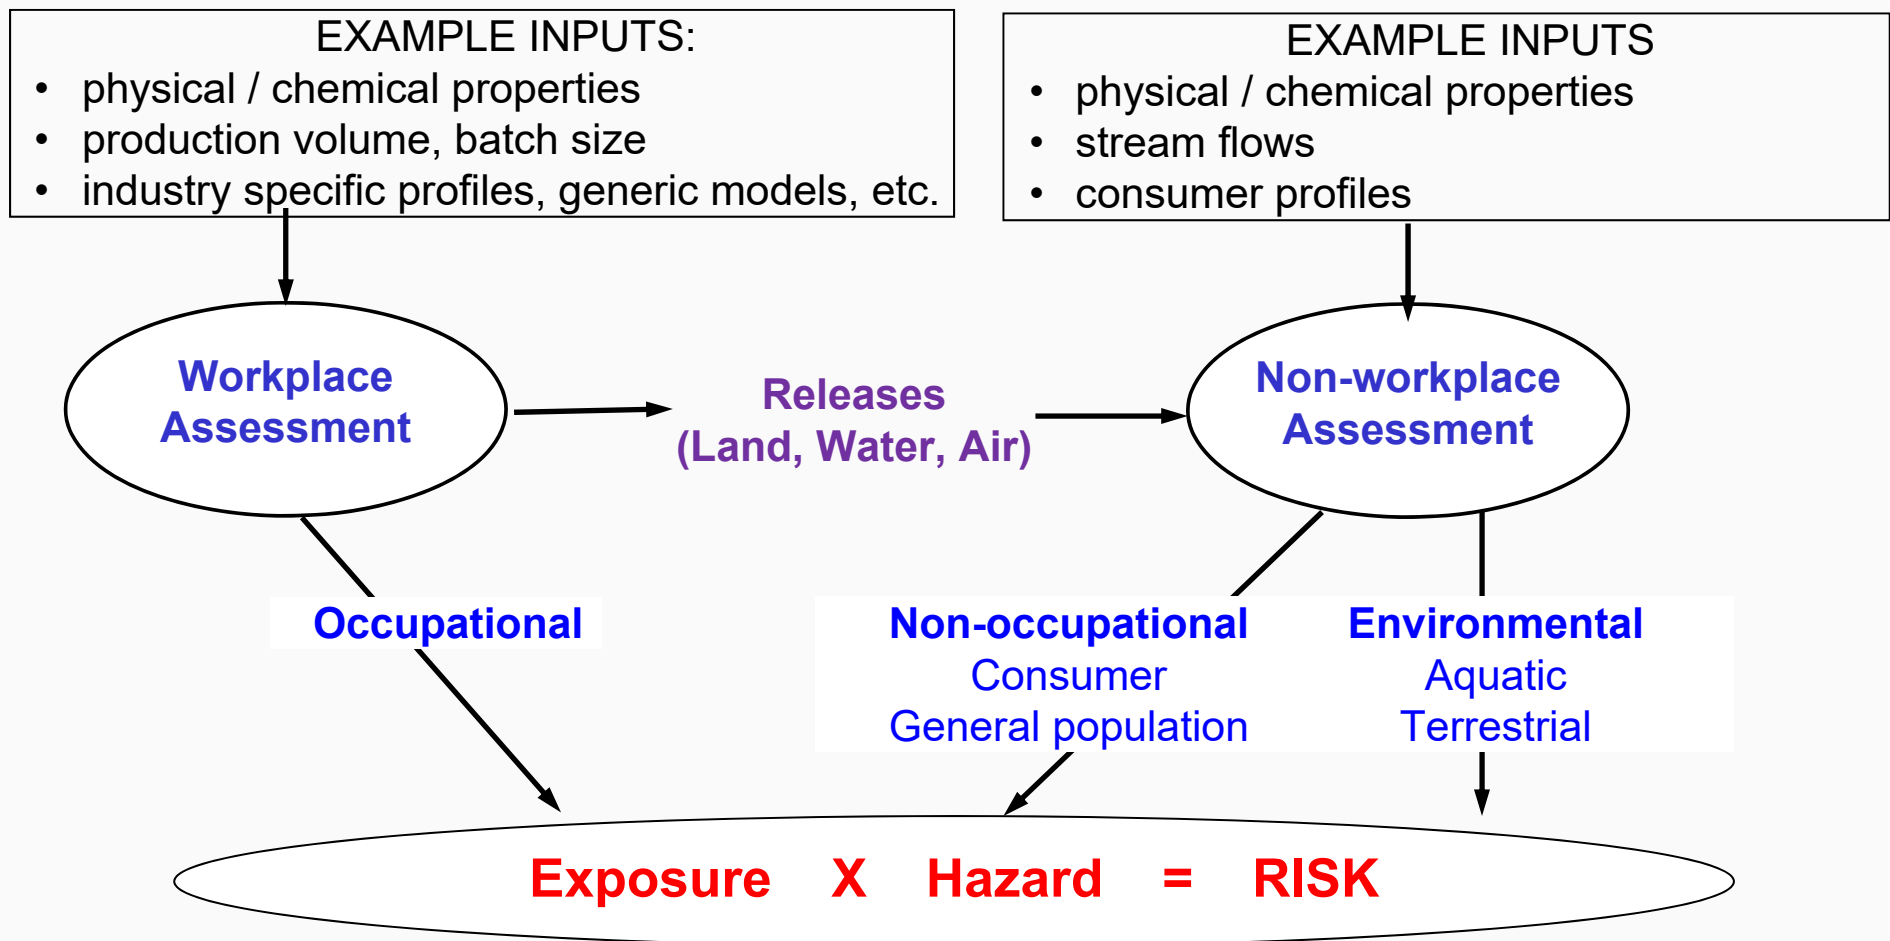 EXAMPLE INPUTS:
• physical / chemical properties
• production volume, batch size
• industry specific profiles, generic models, etc.
EXAMPLE INPUTS
• physical / chemical properties
• stream flows
• consumer profiles
Workplace
Assessment
Releases
(Land, Water, Air)
Non-workplace
Assessment
Occupational
Non-occupational
Consumer
General population
Environmental
Aquatic
Terrestrial
Exposure X Hazard = RISK